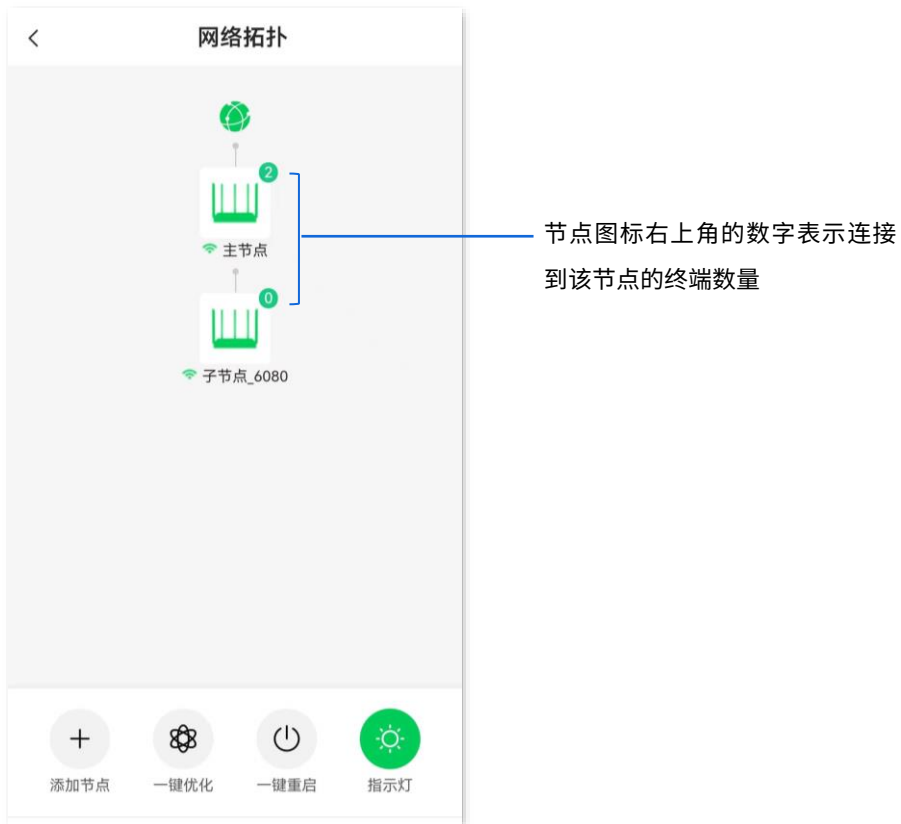 网络拓扑
2
主节点
0
子节点_6080
节点图标右上角的数字表示连接
到该节点的终端数量
添加节点
一键优化
一键重启
指示灯